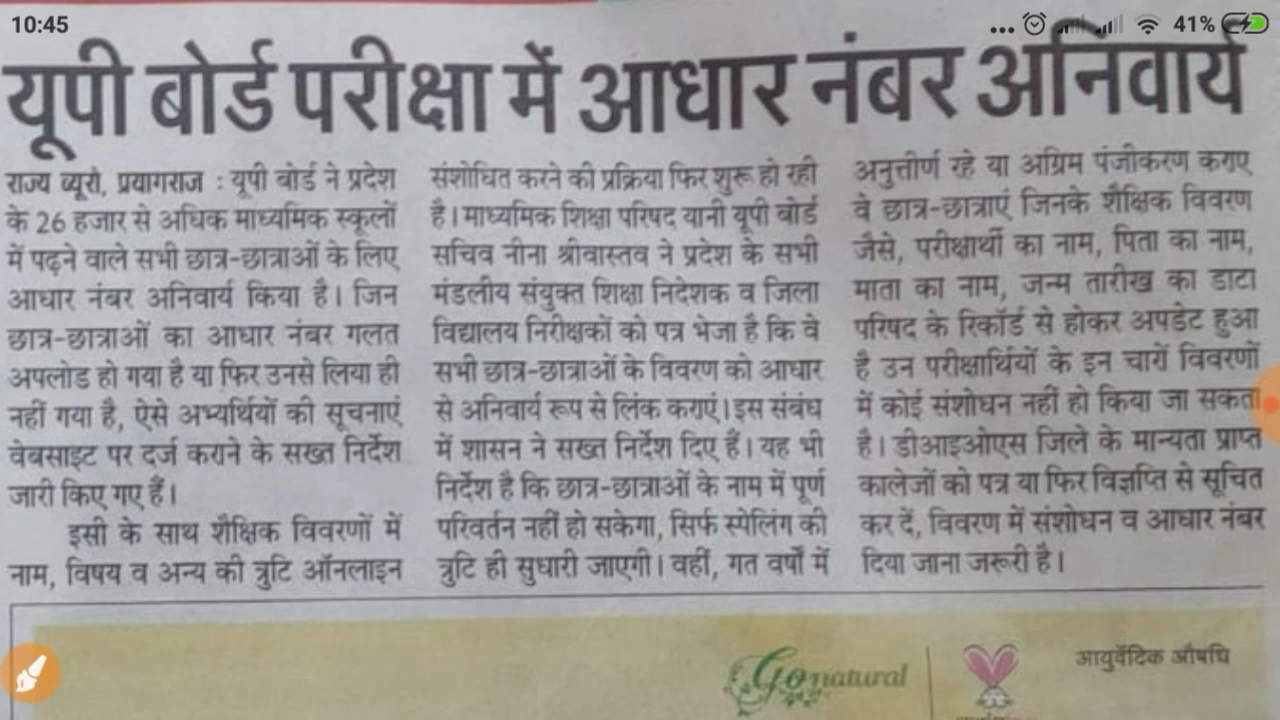 10:45
41%
यूपी बोर्ड परीक्षा में आधार नंबर अनिवार्य
राज्य ब्यूरो, प्रयागराज : यूपी बोर्ड ने प्रदेश
के 26 हजार से अधिक माध्यमिक स्कूलों
में पढ़ने वाले सभी छात्र-छात्राओं के लिए
आधार नंबर अनिवार्य किया है। जिन
छात्र-छात्राओं का आधार नंबर गलत
अपलोड हो गया है या फिर उनसे लिया ही
नहीं गया है, ऐसे अभ्यर्थियों की सूचनाएं
वेबसाइट पर दर्ज कराने के सख्त निर्देश
जारी किए गए हैं।
इसी के साथ शैक्षिक विवरणों में
नाम, विषय व अन्य की त्रुटि ऑनलाइन
संशोधित करने की प्रक्रिया फिर शुरू हो रही
है। माध्यमिक शिक्षा परिषद यानी यूपी बोर्ड
सचिव नीना श्रीवास्तव ने प्रदेश के सभी
मंडलीय संयुक्त शिक्षा निदेशक व जिला
विद्यालय निरीक्षकों को पत्र भेजा है कि वे
सभी छात्र-छात्राओं के विवरण को आधार
से अनिवार्य रूप से लिंक कराएं। इस संबंध
में शासन ने सख्त निर्देश दिए हैं। यह भी
निर्देश है कि छात्र-छात्राओं के नाम में पूर्ण
परिवर्तन नहीं हो सकेगा, सिर्फ स्पेलिंग की
त्रुटि ही सुधारी जाएगी। वहीं, गत वर्षों में
अनुत्तीर्ण रहे या अग्रिम पंजीकरण कराए
वे छात्र-छात्राएं जिनके शैक्षिक विवरण
जैसे, परीक्षार्थी का नाम, पिता का नाम,
माता का नाम, जन्म तारीख का डाटा
परिषद के रिकॉर्ड से होकर अपडेट हुआ
है उन परीक्षार्थियों के इन चारों विवरणों
में कोई संशोधन नहीं हो किया जा सकता
है। डीआइओएस जिले के मान्यता प्राप्त
कालेजों को पत्र या फिर विज्ञप्ति से सूचित
कर दें, विवरण में संशोधन व आधार नंबर
दिया जाना जरूरी है।
Go natural
आयुर्वेदिक औषधि